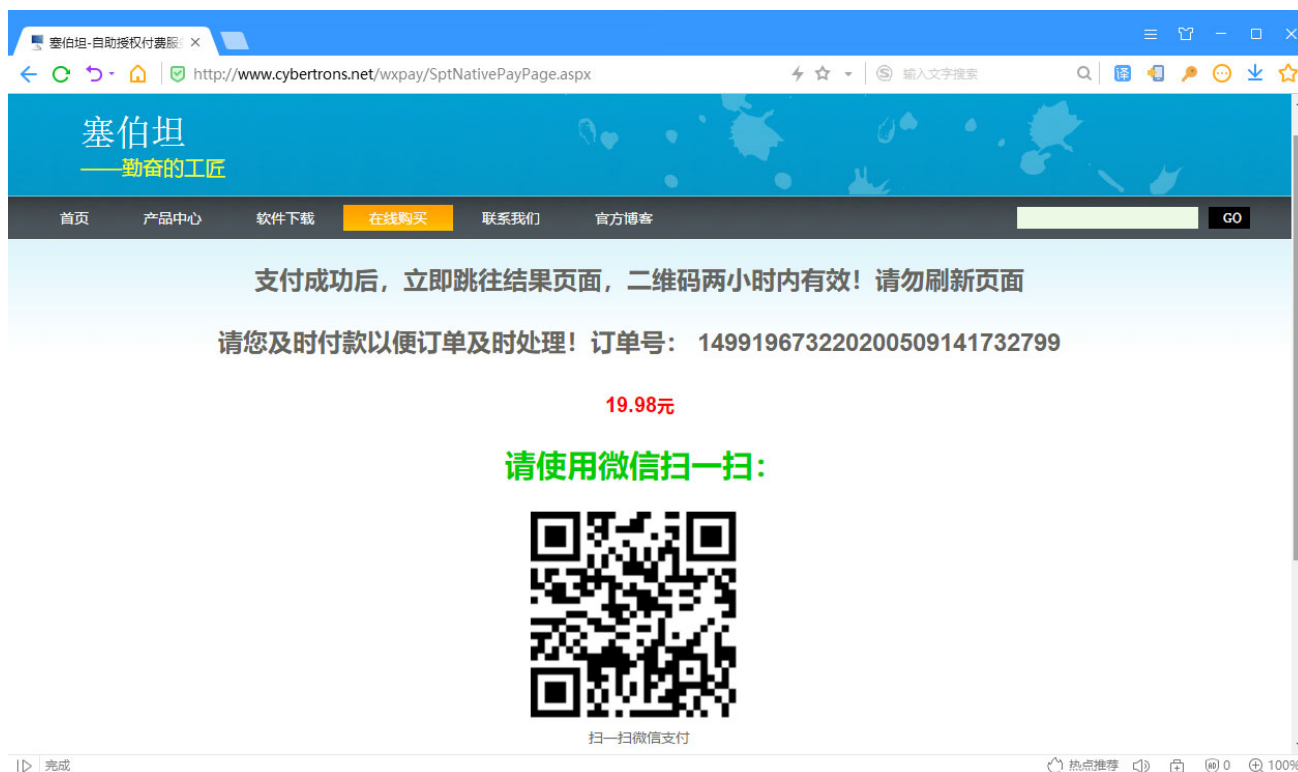 塞伯坦-自助授权付费服
http://www.cybertrons.net/wxpay/SptNativePayPage.aspx
输入文字搜索
译
塞伯坦
——勤奋的工匠
首页 产品中心 软件下载 在线购买 联系我们 官方博客 GO
支付成功后，立即跳往结果页面，二维码两小时内有效！请勿刷新页面
请您及时付款以便订单及时处理！订单号： 149919673220200509141732799
19.98元
请使用微信扫一扫：
扫一扫微信支付
完成 热点推荐 0 100%